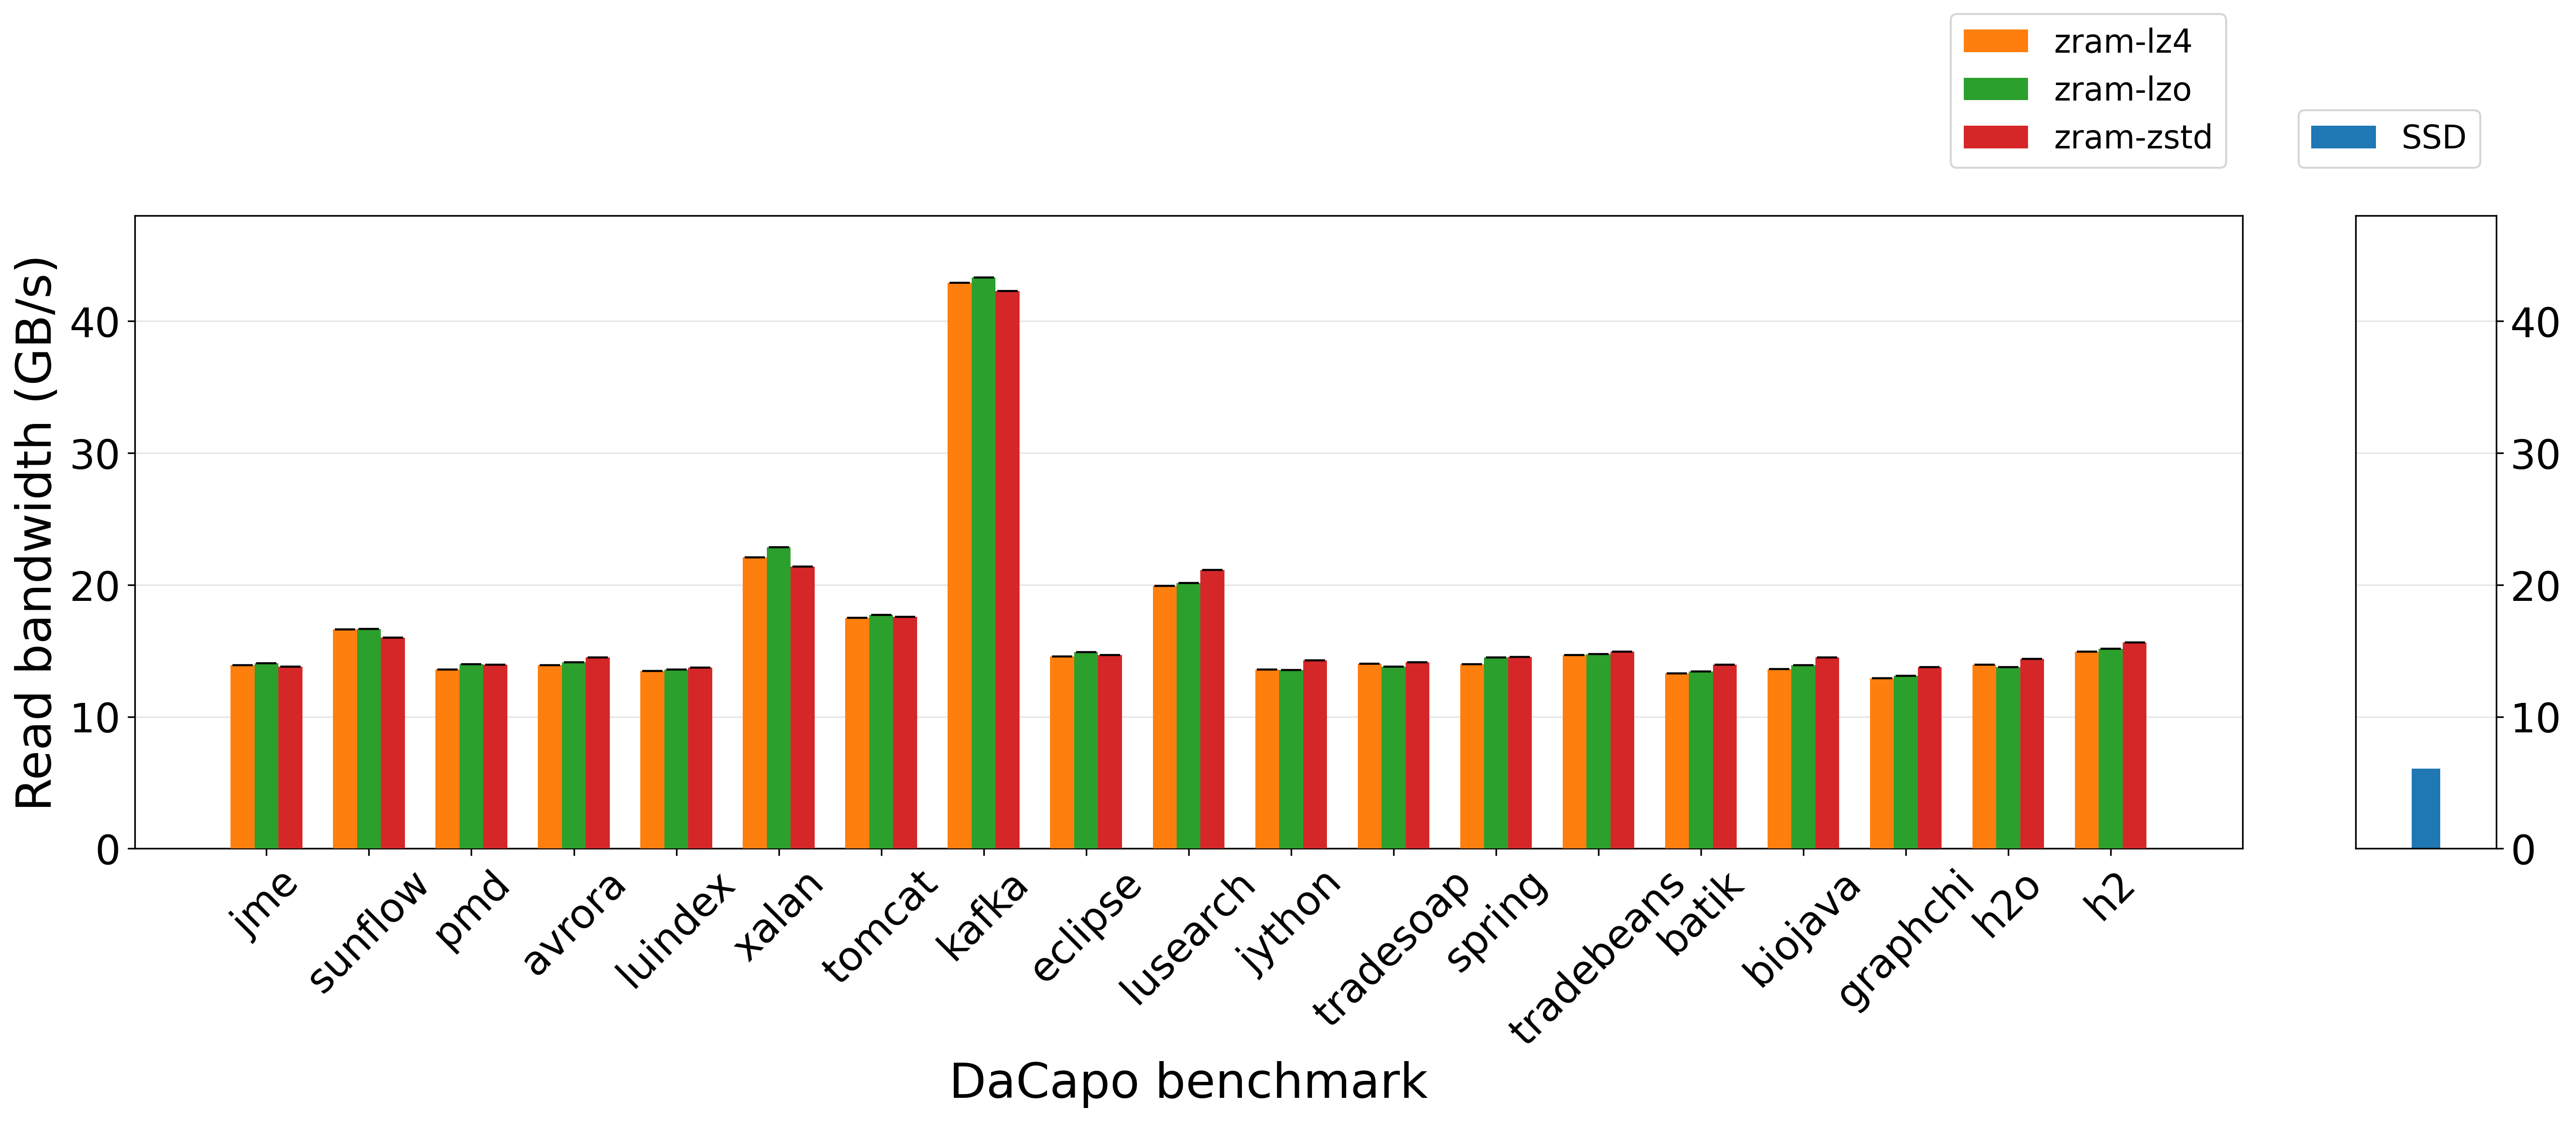 zram-lz4
zram-lzo
zram-zstd
SSD
Read bandwidth (GB/s)
40
30
20
10
0
40
30
20
10
0
jme
sunflow
pmd
avrora
luindex
xalan
tomcat
kafka
eclipse
lusearch
jython
tradesoap
spring
tradebeans
batik
biojava
graphchi
h2o
h2
DaCapo benchmark